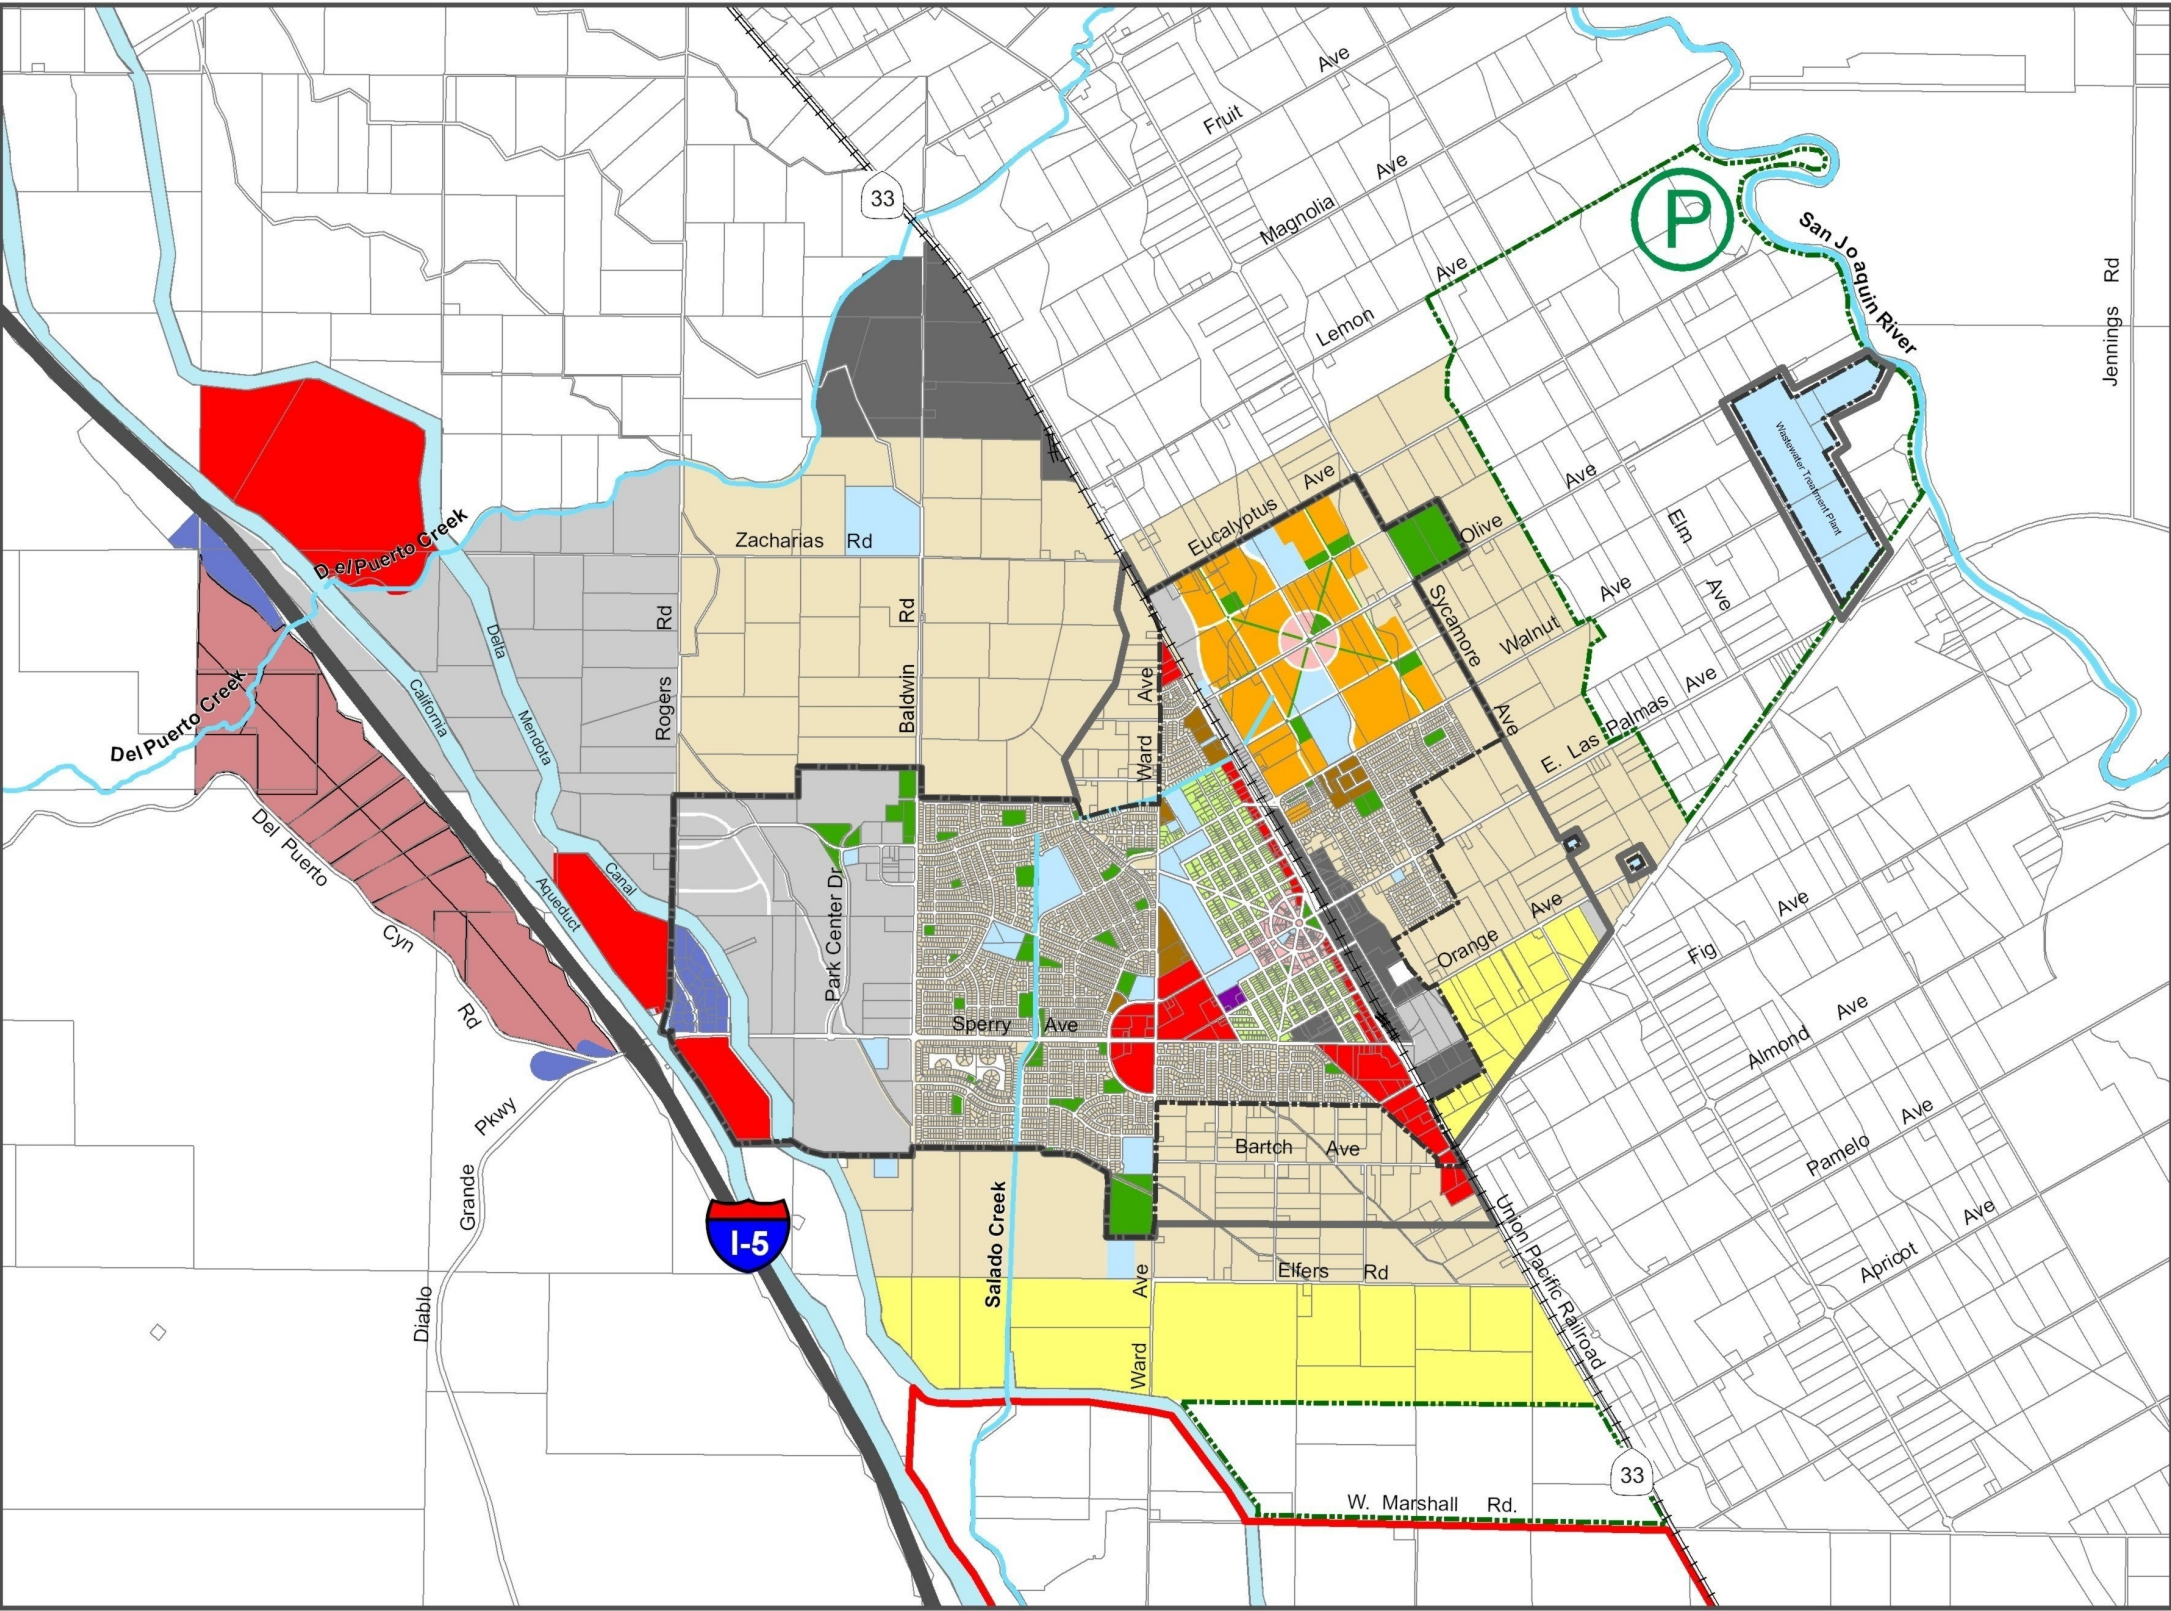 Fruit Ave
33
Magnolia Ave
P
Lemon Ave
San Joaquin River
Jennings Rd
Wastewater Treatment Plant
Eucalyptus Ave
Olive Ave
Elm Ave
Zacharias Rd
Del Puerto Creek
Sycamore Ave
Walnut Ave
Rogers Rd
Baldwin Rd
Ward Ave
Delta Mendota Canal
California Aqueduct
Del Puerto Creek
E. Las Palmas Ave
Del Puerto Cyn Rd
Park Center Dr
Orange Ave
Fig Ave
Sperry Ave
Almond Ave
Diablo Grande Pkwy
Bartch Ave
Pamelo Ave
I-5
Salado Creek
Union Pacific Railroad
Apricot Ave
Elfers Rd
Ward Ave
33
W. Marshall Rd.